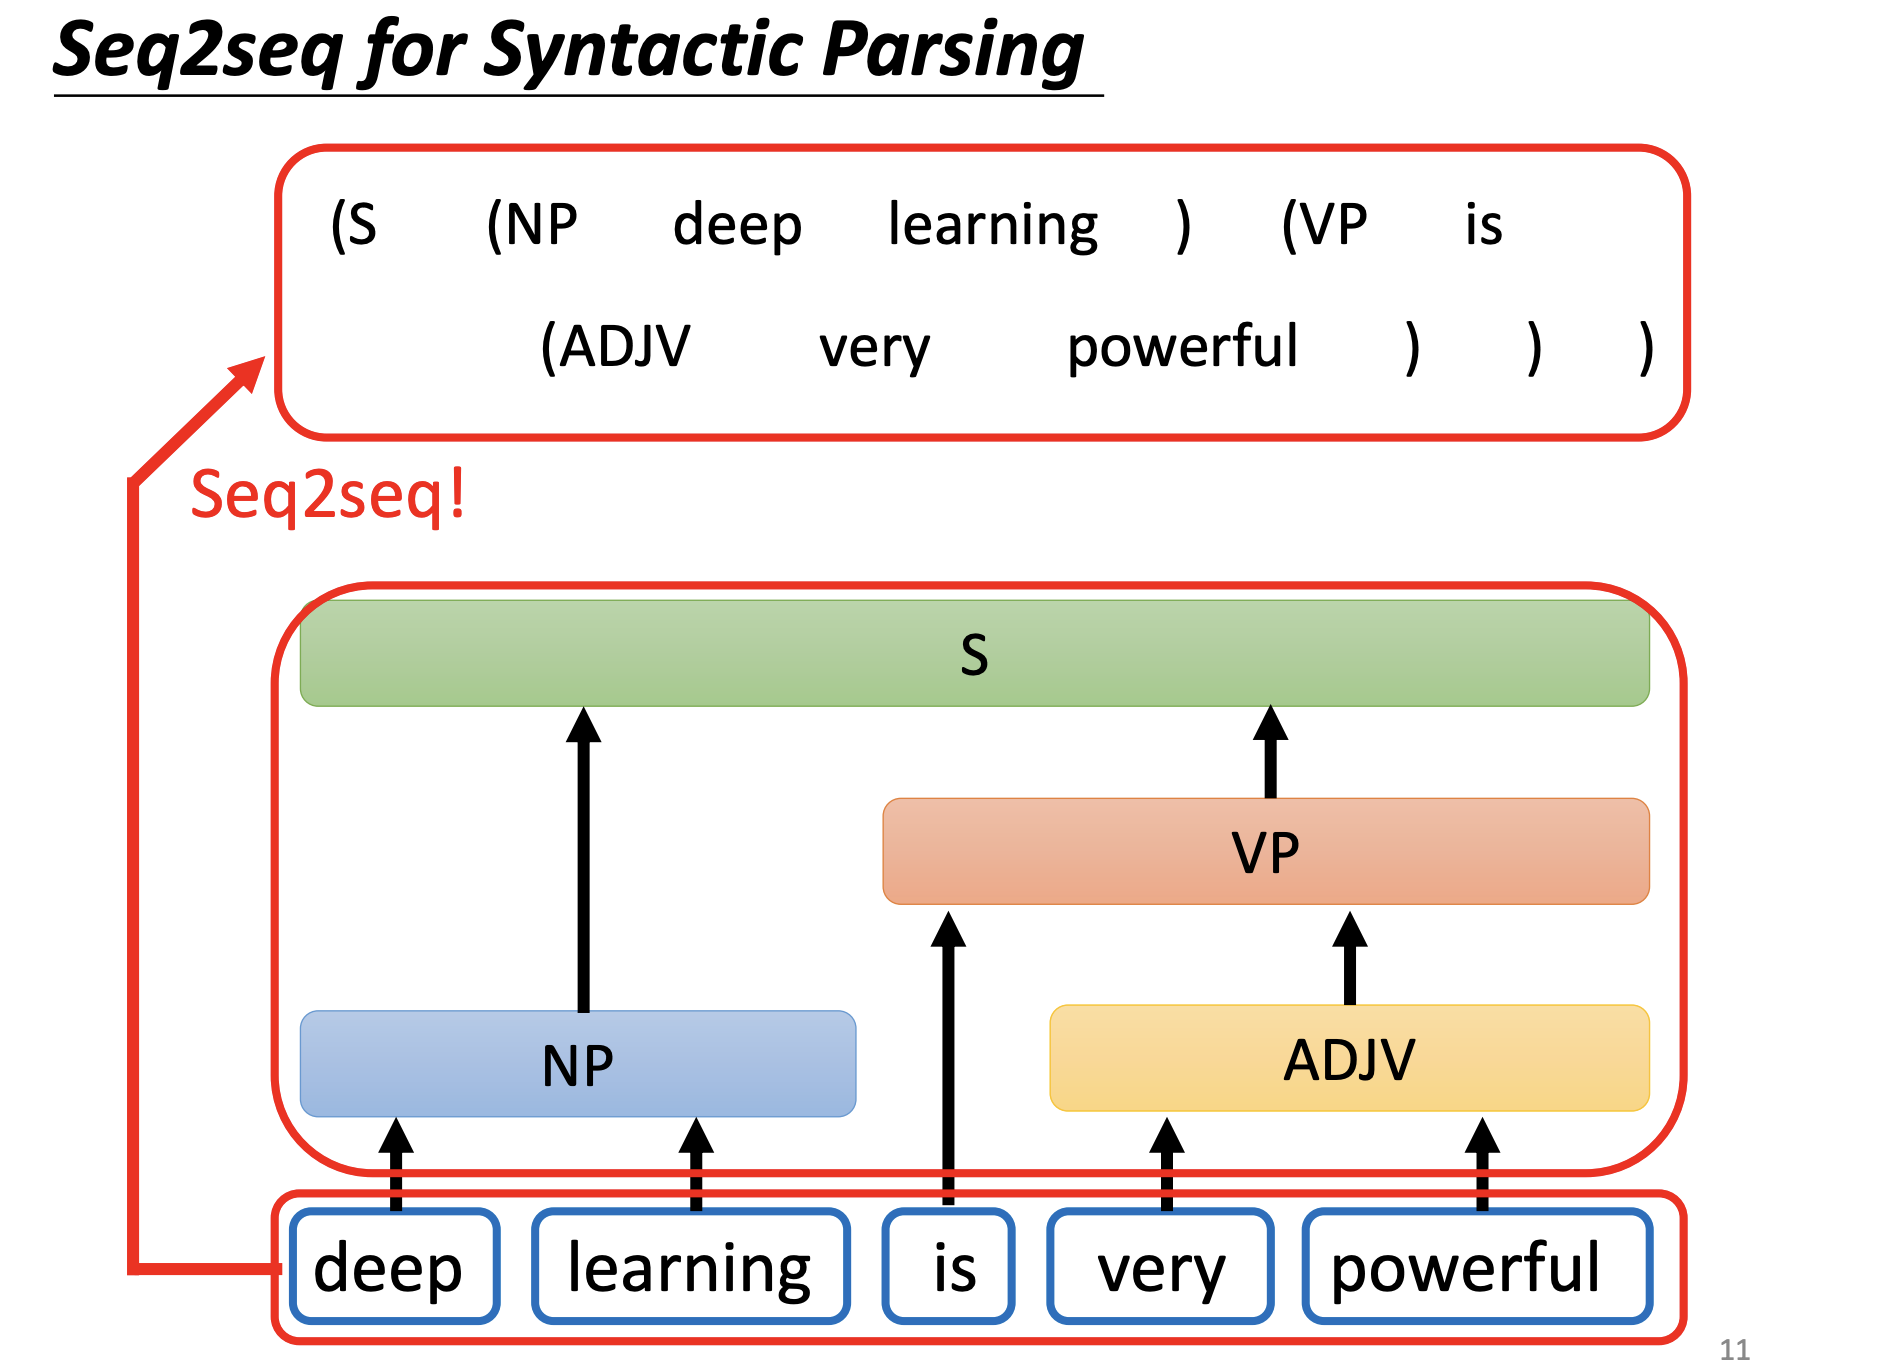 Seq2seq for Syntactic Parsing
(S (NP deep learning ) (VP is
(ADJV very powerful ) ) )
Seq2seq!
S
VP
NP ADJV
deep learning is very powerful
11